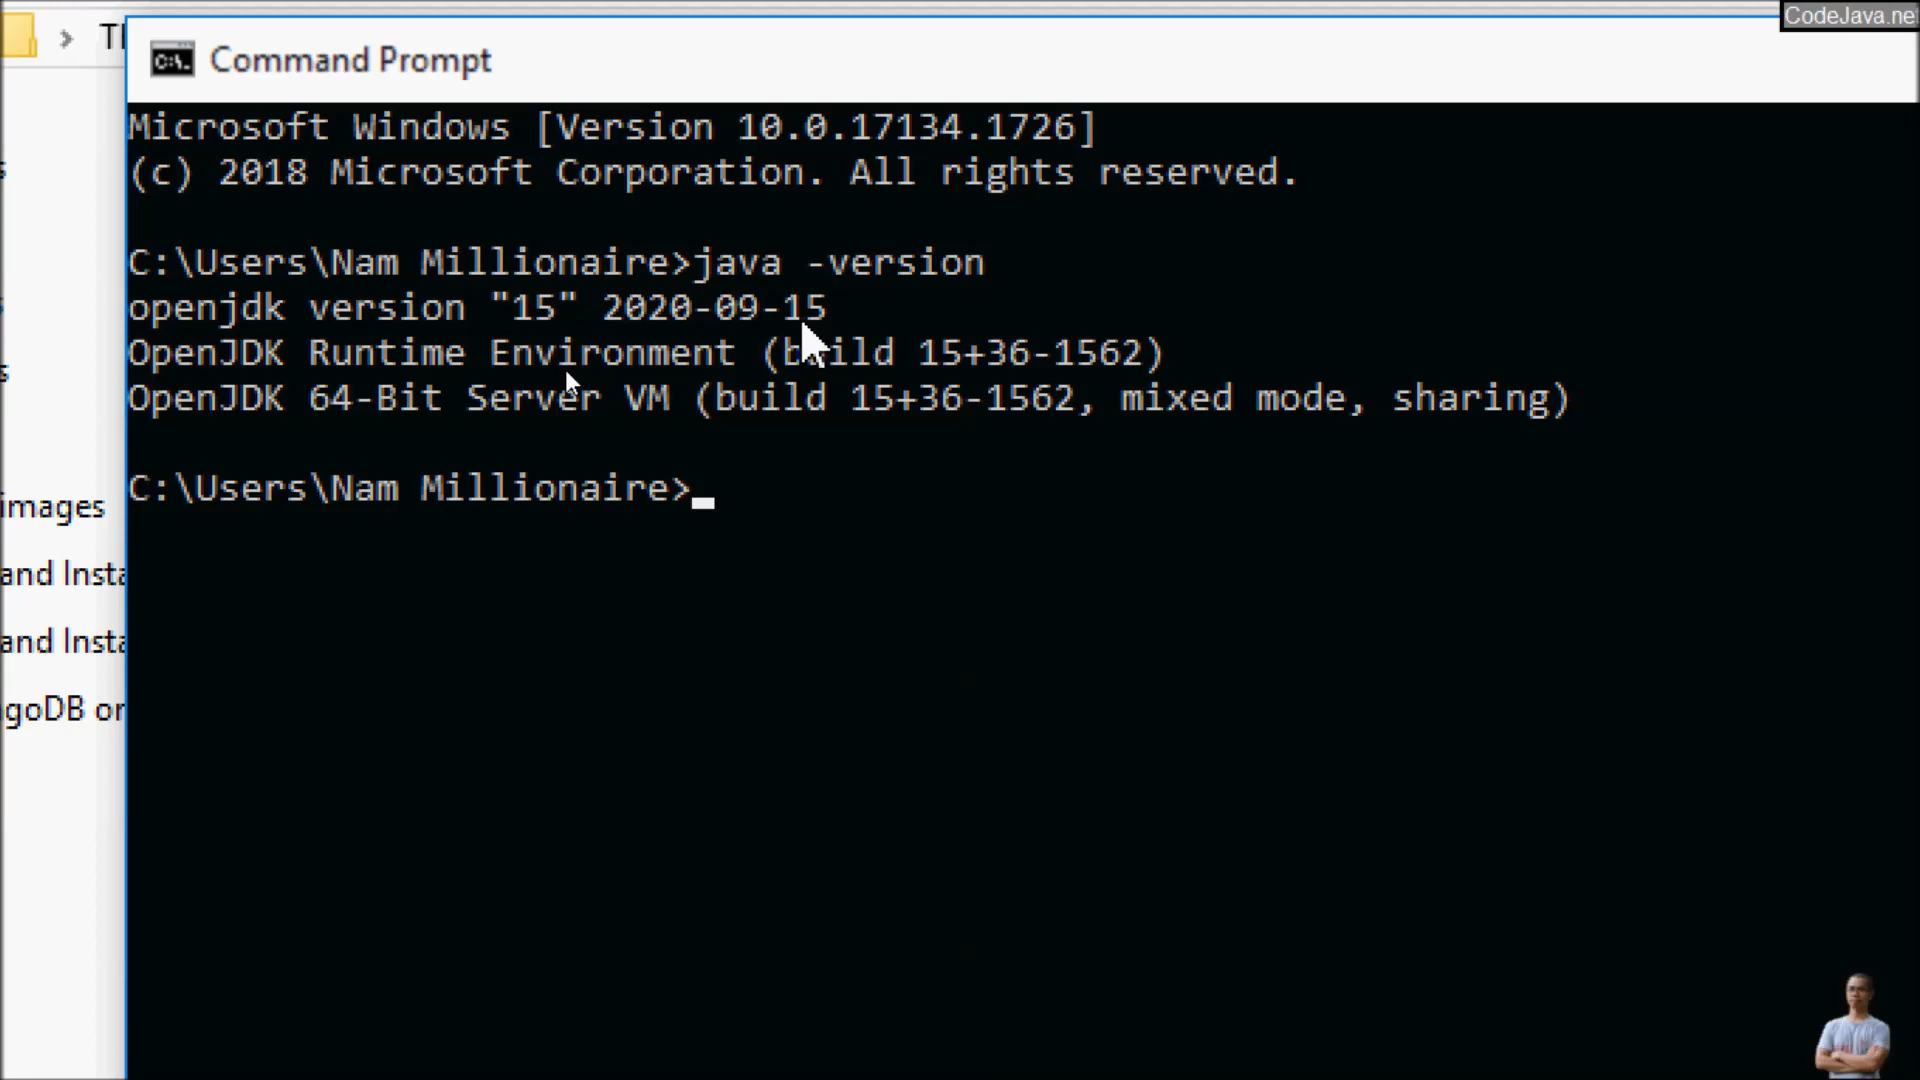 CodeJava.ne
Command Prompt
Microsoft Windows [Version 10.0.17134.1726]
(c) 2018 Microsoft Corporation. All rights reserved.
C:\Users\Nam Millionaire>java -version
openjdk version "15" 2020-09-15
OpenJDK Runtime Environment (build 15+36-1562)
OpenJDK 64-Bit Server VM (build 15+36-1562, mixed mode, sharing)
C:\Users\Nam Millionaire>
images
and Insta
and Insta
goDB or